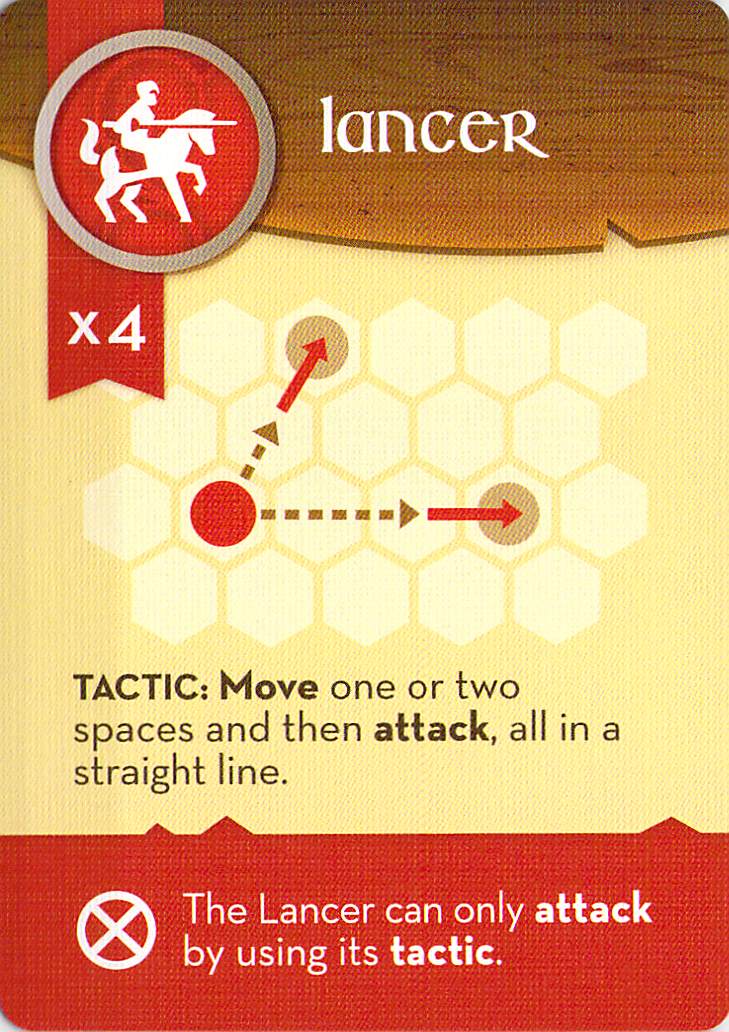 lancer
x4
TACTIC: Move one or two
spaces and then attack, all in a
straight line.
The Lancer can only attack
by using its tactic.